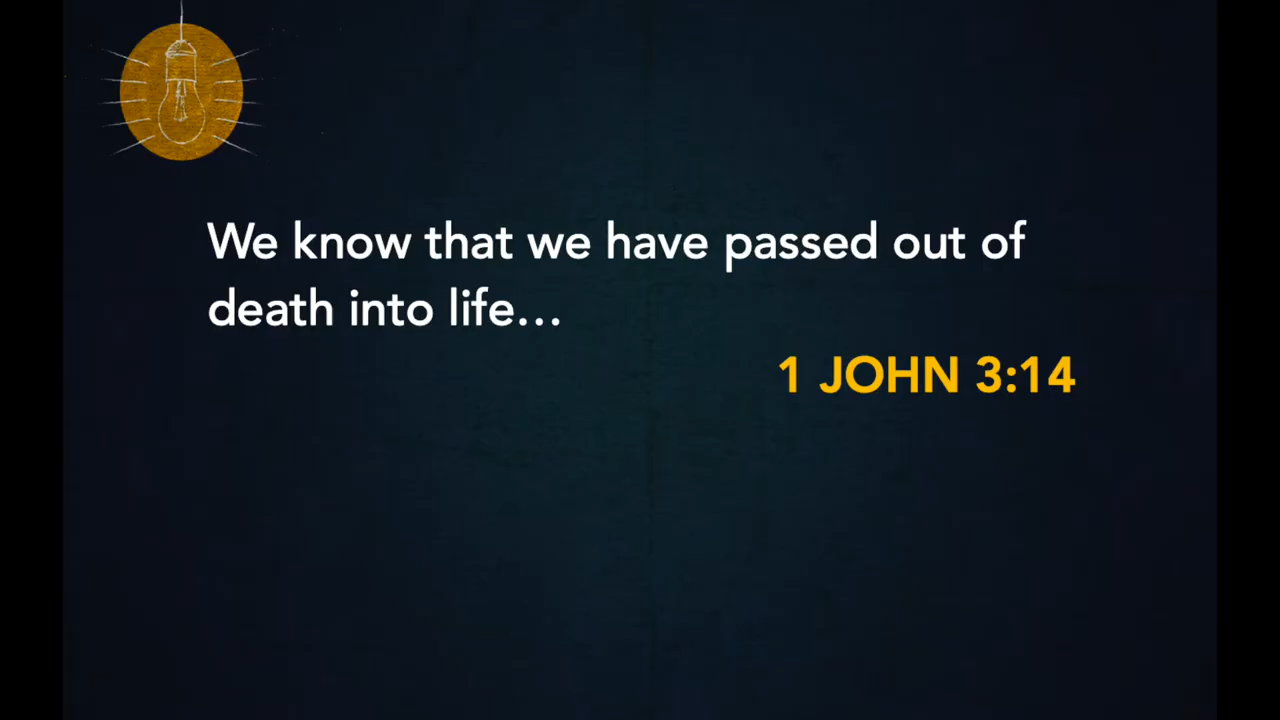 We know that we have passed out of
death into life…
1 JOHN 3:14